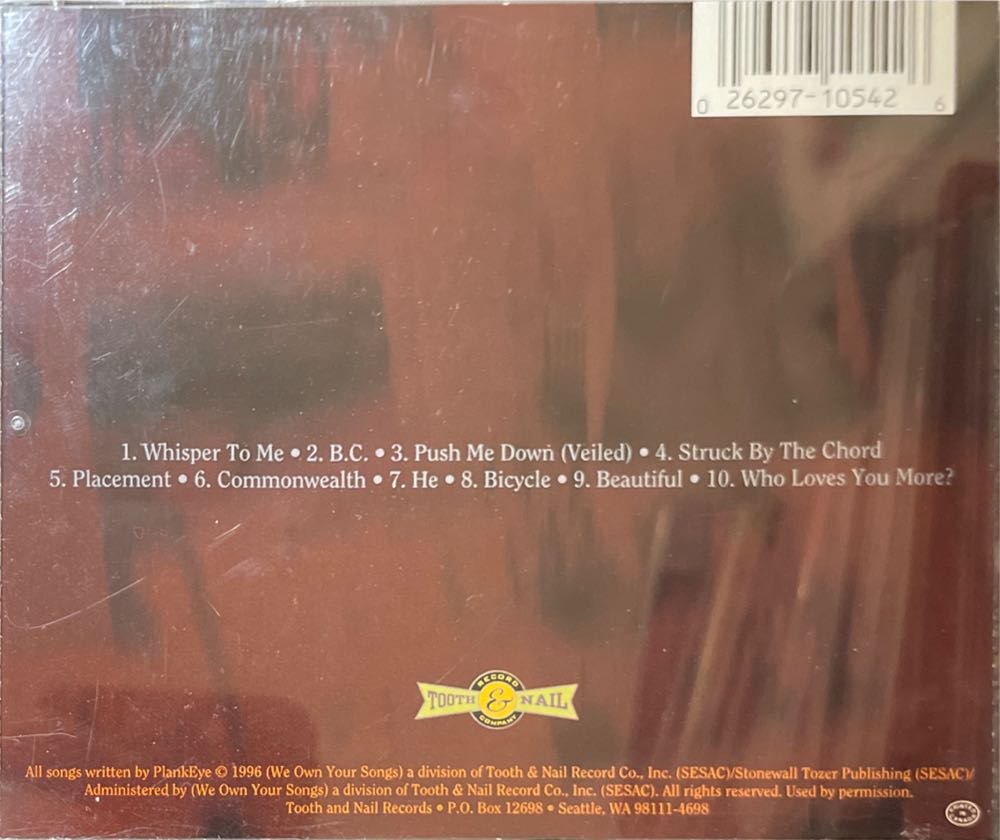 0 26297-10542 6
1. Whisper To Me • 2. B.C. • 3. Push Me Down (Veiled) • 4. Struck By The Chord
5. Placement • 6. Commonwealth • 7. He • 8. Bicycle • 9. Beautiful • 10. Who Loves You More?
RECORD
TOOTH & NAIL
COMPANY
All songs written by PlankEye © 1996 (We Own Your Songs) a division of Tooth & Nail Record Co., Inc. (SESAC)/Stonewall Tozer Publishing (SESAC)/
Administered by (We Own Your Songs) a division of Tooth & Nail Record Co., Inc. (SESAC). All rights reserved. Used by permission.
Tooth and Nail Records • P.O. Box 12698 • Seattle, WA 98111-4698
PRINTED
IN
CANADA